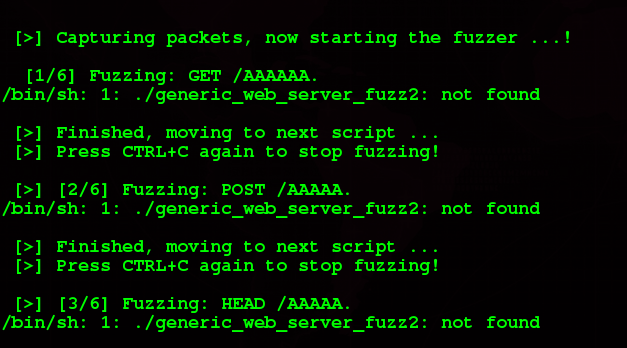 [>] Capturing packets, now starting the fuzzer ...!
[1/6] Fuzzing: GET /AAAAAA.
/bin/sh: 1: ./generic_web_server_fuzz2: not found
[>] Finished, moving to next script ...
[>] Press CTRL+C again to stop fuzzing!
[>] [2/6] Fuzzing: POST /AAAAA.
/bin/sh: 1: ./generic_web_server_fuzz2: not found
[>] Finished, moving to next script ...
[>] Press CTRL+C again to stop fuzzing!
[>] [3/6] Fuzzing: HEAD /AAAAA.
/bin/sh: 1: ./generic_web_server_fuzz2: not found